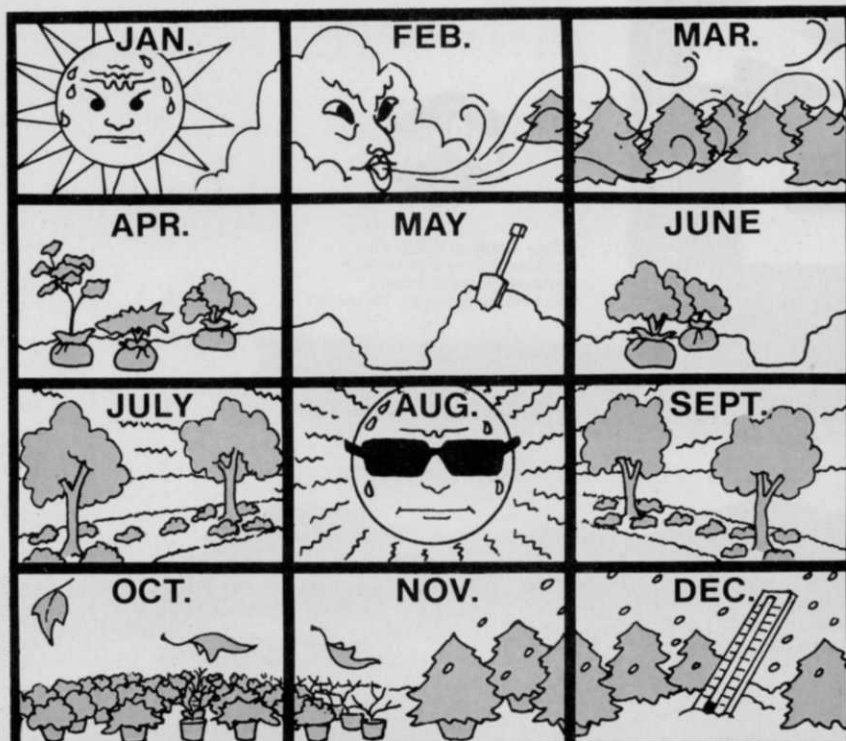 JAN. FEB. MAR.
APR. MAY JUNE
JULY AUG. SEPT.
OCT. NOV. DEC.